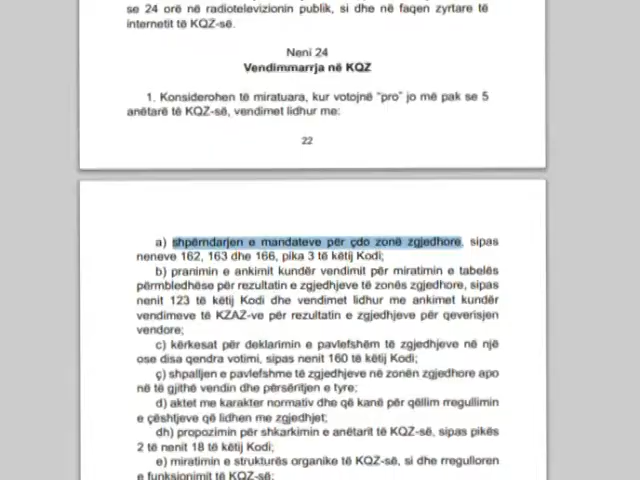 se 24 orë në radiotelevizionin publik, si dhe në faqen zyrtare të
internetit të KQZ-së.
Neni 24
Vendimmarrja në KQZ
1. Konsiderohen të miratuara, kur votojnë "pro" jo më pak se 5
anëtarë të KQZ-së, vendimet lidhur me:
22
a) shpërndarjen e mandateve për çdo zonë zgjedhore, sipas
neneve 162, 163 dhe 166, pika 3 të këtij Kodi;
b) pranimin e ankimit kundër vendimit për miratimin e tabelës
përmbledhëse për rezultatin e zgjedhjeve të zonës zgjedhore, sipas
nenit 123 të këtij Kodi dhe vendimet lidhur me ankimet kundër
vendimeve të KZAZ-ve për rezultatin e zgjedhjeve për qeverisjen
vendore;
c) kërkesat për deklarimin e pavlefshëm të zgjedhjeve në një
ose disa qendra votimi, sipas nenit 160 të këtij Kodi;
ç) shpalljen e pavlefshme të zgjedhjeve në zonën zgjedhore apo
në të gjithë vendin dhe përsëritjen e tyre;
d) aktet me karakter normativ dhe që kanë për qëllim rregullimin
e çështjeve që lidhen me zgjedhjet;
dh) propozimin për shkarkimin e anëtarit të KQZ-së, sipas pikës
2 të nenit 18 të këtij Kodi;
e) miratimin e strukturës organike të KQZ-së, si dhe rregulloren
e funksionimit të KQZ-së;